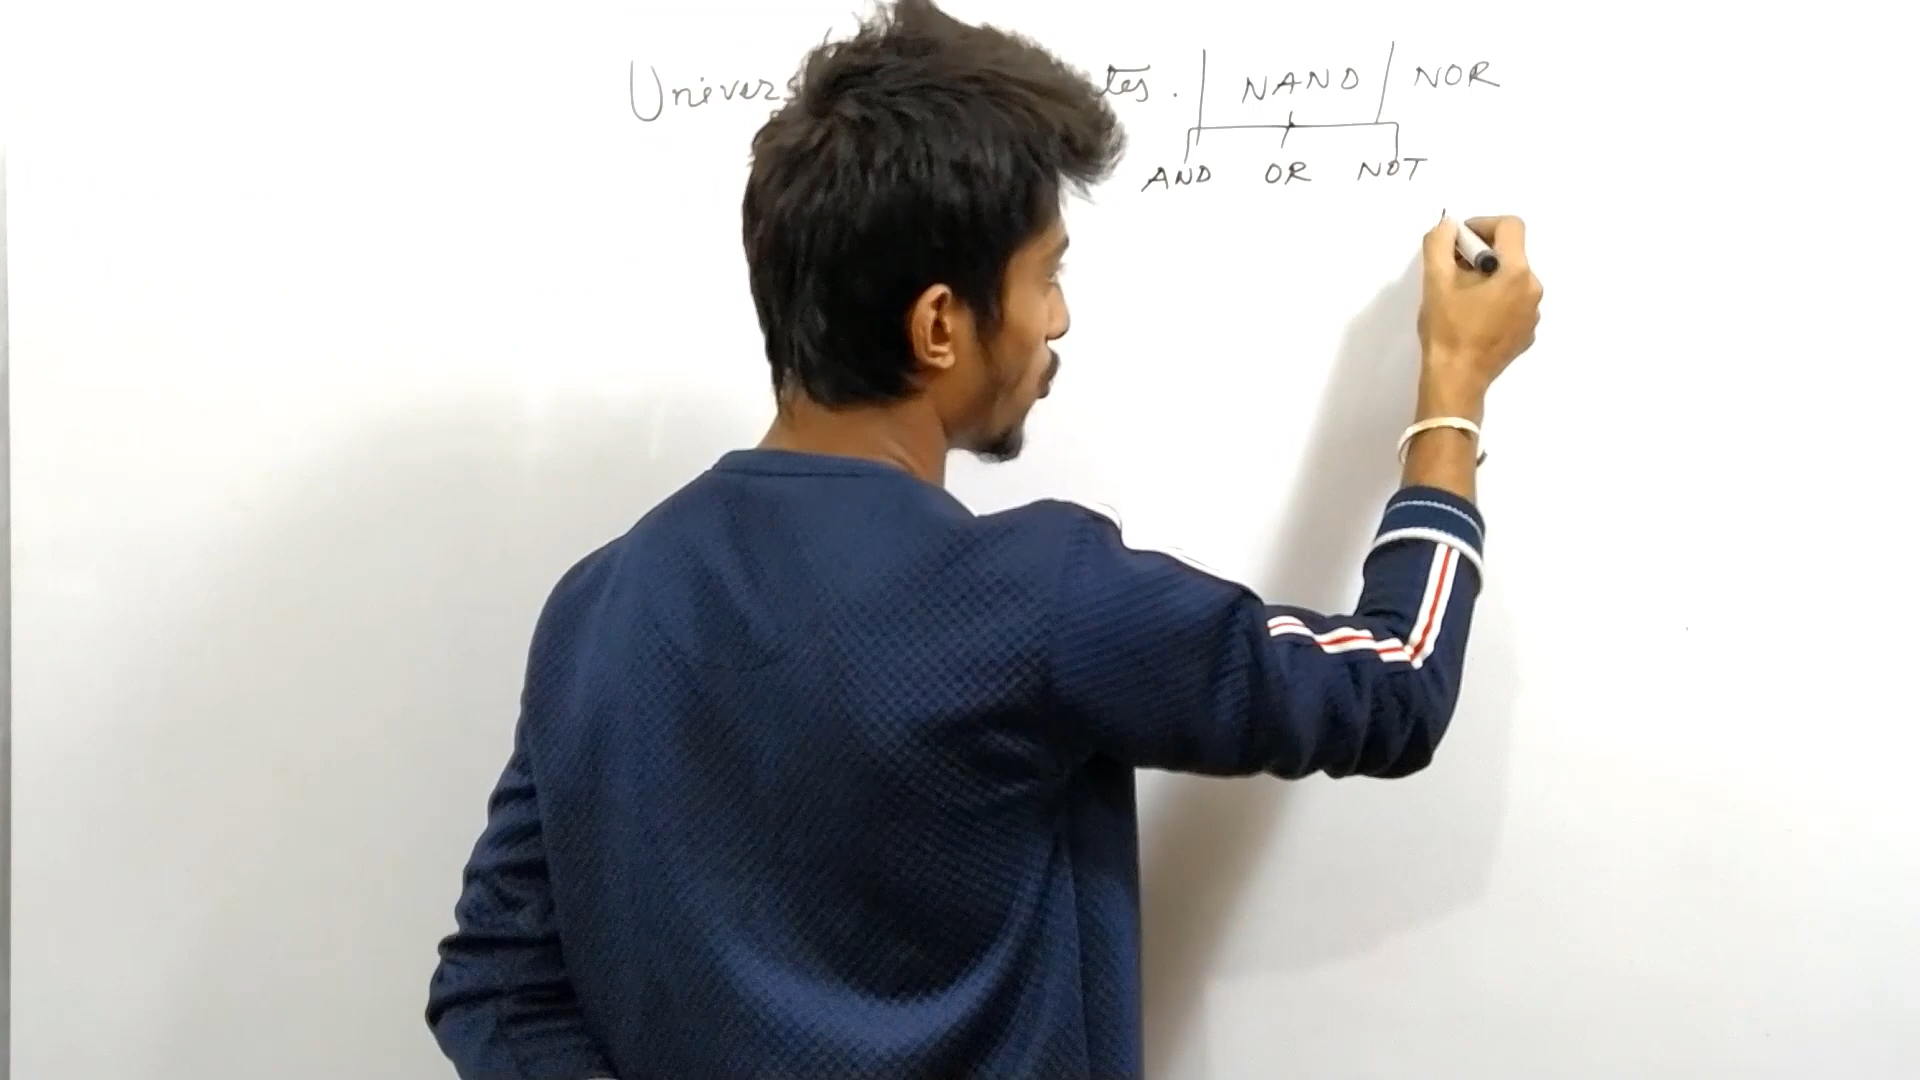 Univers tes. | NAND / NOR
AND OR NOT